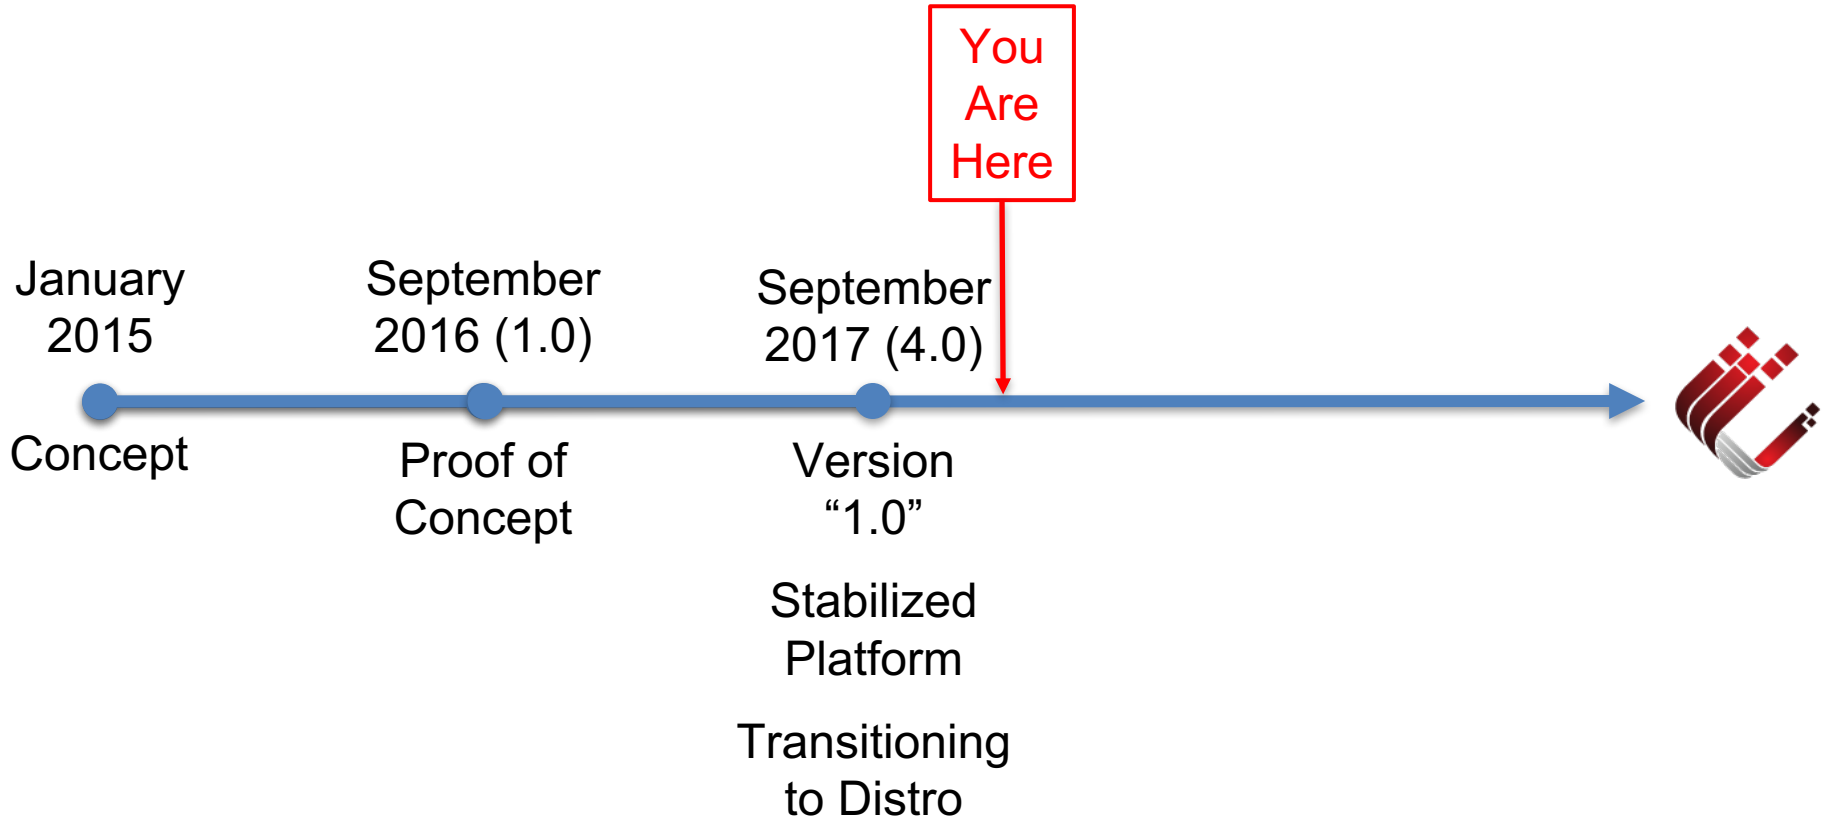 You
Are
Here
January
2015
September
2016 (1.0)
September
2017 (4.0)
Concept
Proof of
Concept
Version
“1.0”
Stabilized
Platform
Transitioning
to Distro